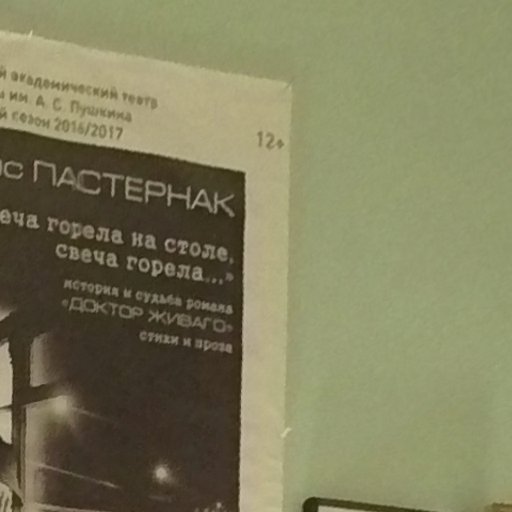 й академический театр
ы им. А. С. Пушкина
й сезон 2016/2017
12+
ис ПАСТЕРНАК
еча горела на столе,
свеча горела...»
история и судьба романа
«ДОКТОР ЖИВАГО»
стихи и проза